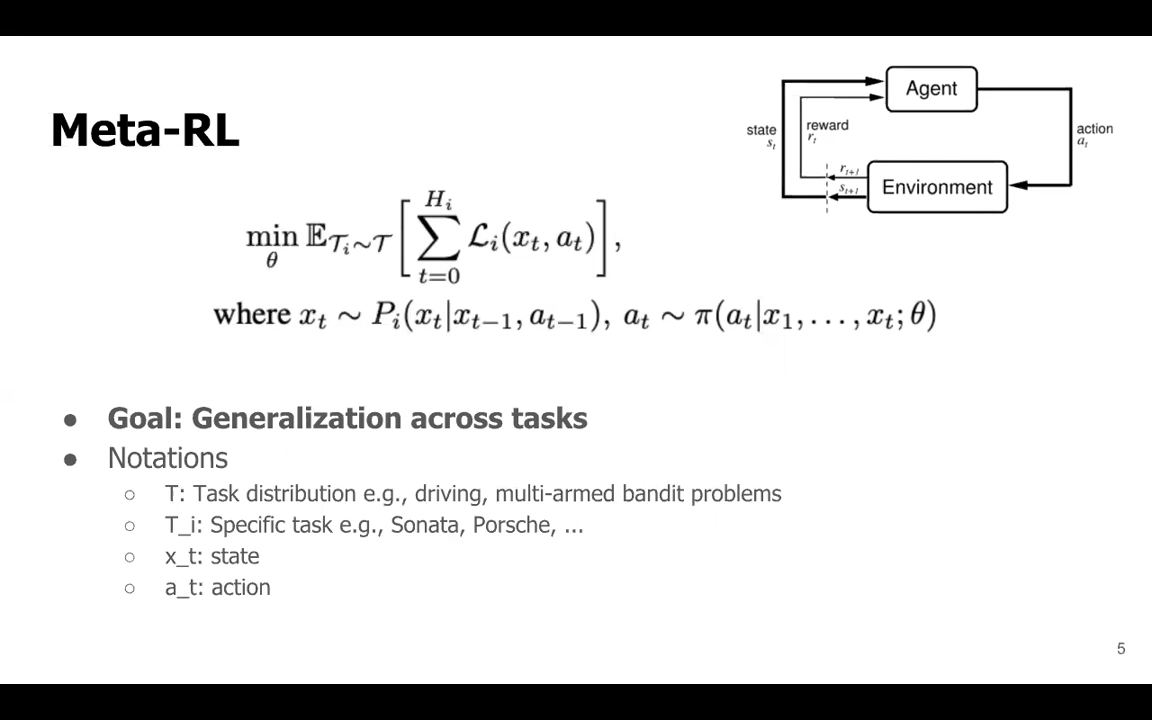 Meta-RL
Agent
state
s_t
reward
r_t
action
a_t
r_{t+1}
s_{t+1}
Environment
min_θ 𝔼_{𝒯_i∼𝒯} [ ∑_{t=0}^{H_i} ℒ_i(x_t, a_t) ],
where x_t ∼ P_i(x_t|x_{t−1}, a_{t−1}), a_t ∼ π(a_t|x_1, . . . , x_t; θ)
● Goal: Generalization across tasks
● Notations
○ T: Task distribution e.g., driving, multi-armed bandit problems
○ T_i: Specific task e.g., Sonata, Porsche, ...
○ x_t: state
○ a_t: action
5